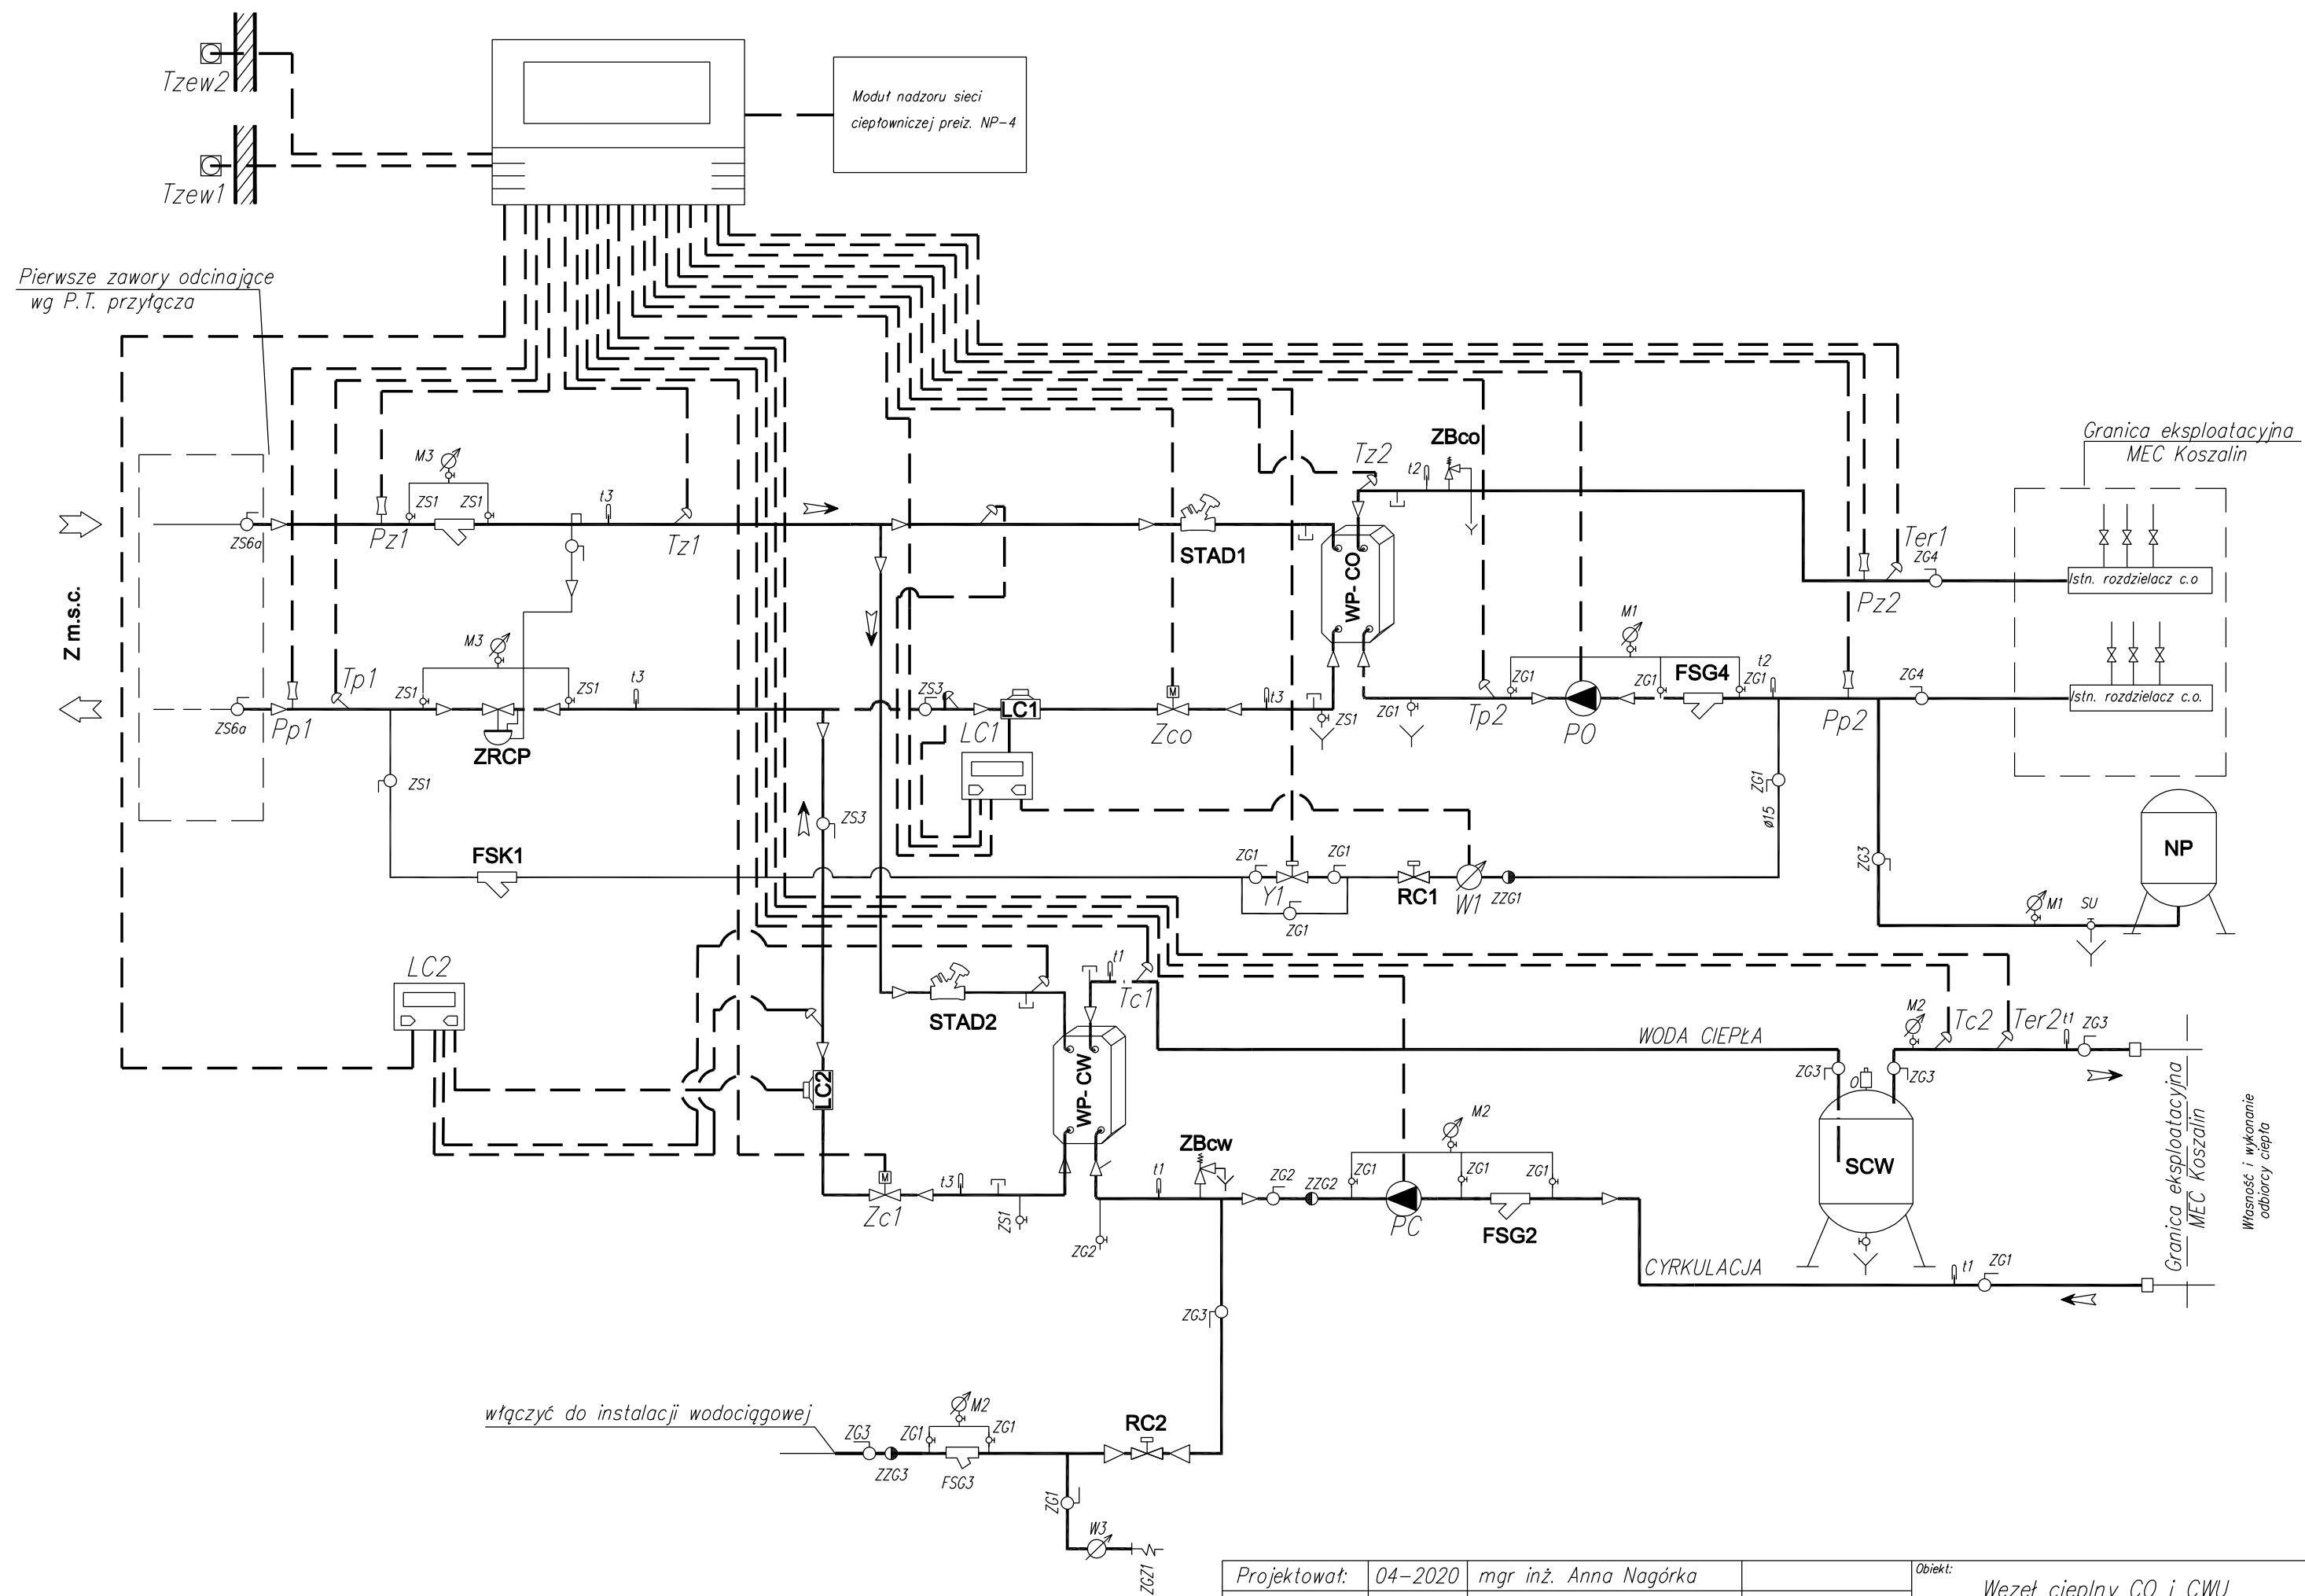 Tzew2
Tzew1
Moduł nadzoru sieci
ciepłowniczej preiz. NP-4
Pierwsze zawory odcinające
wg P.T. przyłącza
Granica eksploatacyjna
MEC Koszalin
M3
ZS1
ZS1
t3
ZS6a
Pz1
Tz1
STAD1
Tz2
t2
ZBco
WP- CO
Ter1
ZG4
Pz2
Istn. rozdzielacz c.o
Z m.s.c.
M3
Tp1
ZS1
ZS1
t3
ZS6a
Pp1
ZRCP
ZS3
LC1
LC1
Zco
t3
ZS1
ZG1
Tp2
ZG1
PO
M1
ZG1
FSG4
ZG1
t2
Pp2
ZG4
Istn. rozdzielacz c.o.
ZS1
ZS3
ZG1
ø15
FSK1
ZG1
Y1
ZG1
ZG1
RC1
W1
ZZG1
ZG3
NP
M1
SU
LC2
STAD2
t1
Tc1
WP- CW
LC2
WODA CIEPŁA
M2
Tc2
Ter2
t1
ZG3
ZG3
O
ZG3
SCW
Granica eksploatacyjna
MEC Koszalin
Własność i wykonanie
odbiorcy ciepła
Zc1
t3
ZS1
ZG2
t1
ZBcw
ZG2
ZZG2
ZG1
M2
ZG1
ZG1
PC
FSG2
CYRKULACJA
t1
ZG1
ZG3
włączyć do instalacji wodociągowej
ZG3
ZZG3
ZG1
M2
ZG1
FSG3
RC2
ZG1
W3
ZGZ1
Projektował:
04-2020
mgr inż. Anna Nagórka
Obiekt:
Węzeł cieplny CO i CWU